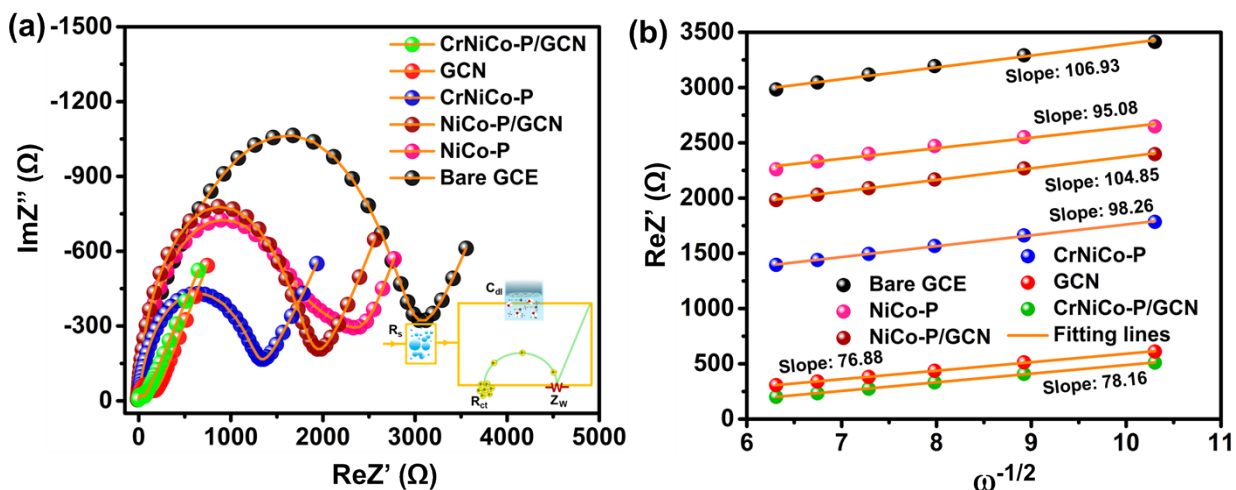 (a)
-1500
-1200
-900
-600
-300
0
ImZ'' (Ω)
CrNiCo-P/GCN
GCN
CrNiCo-P
NiCo-P/GCN
NiCo-P
Bare GCE
Cdl
Rs
Rct
W
ZW
0 1000 2000 3000 4000 5000
ReZ' (Ω)
(b)
3500
3000
2500
2000
1500
1000
500
0
ReZ' (Ω)
Slope: 106.93
Slope: 95.08
Slope: 104.85
Slope: 98.26
Bare GCE
NiCo-P
NiCo-P/GCN
CrNiCo-P
GCN
CrNiCo-P/GCN
Fitting lines
Slope: 76.88
Slope: 78.16
6 7 8 9 10 11
ω-1/2